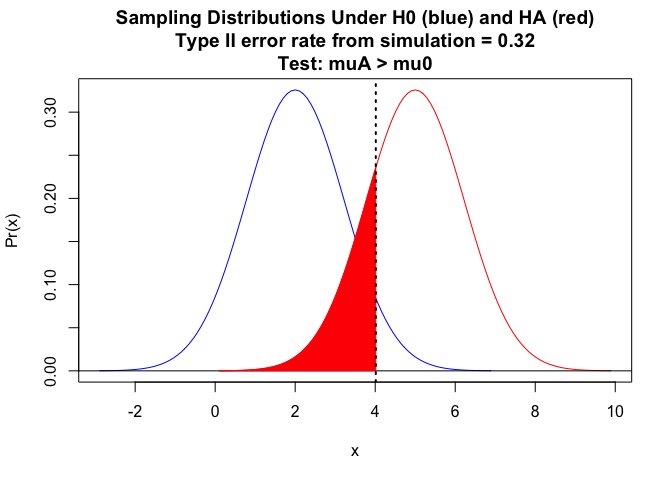 Sampling Distributions Under H0 (blue) and HA (red)
Type II error rate from simulation = 0.32
Test: muA > mu0
0.30
0.20
0.10
0.00
Pr(x)
-2 0 2 4 6 8 10
x